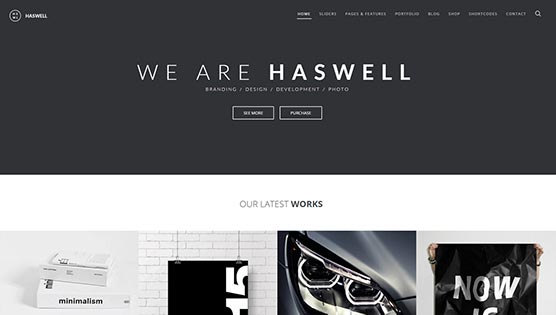 HASWELL
HOME SLIDERS PAGES & FEATURES PORTFOLIO BLOG SHOP SHORTCODES CONTACT
WE ARE HASWELL
BRANDING / DESIGN / DEVELOPMENT / PHOTO
SEE MORE PURCHASE
OUR LATEST WORKS
minimalism
15
NOW
IS